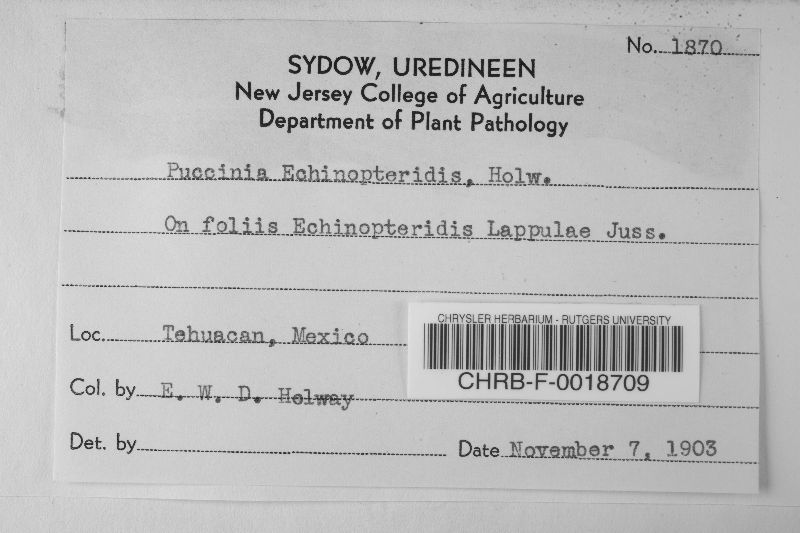 No. 1870
SYDOW, UREDINEEN
New Jersey College of Agriculture
Department of Plant Pathology
Puccinia Echinopteridis, Holw.
On foliis Echinopteridis Lappulae Juss.
Loc. Tehuacan, Mexico
CHRYSLER HERBARIUM - RUTGERS UNIVERSITY
CHRB-F-0018709
Col. by E. W. D. Holway
Det. by
Date November 7, 1903